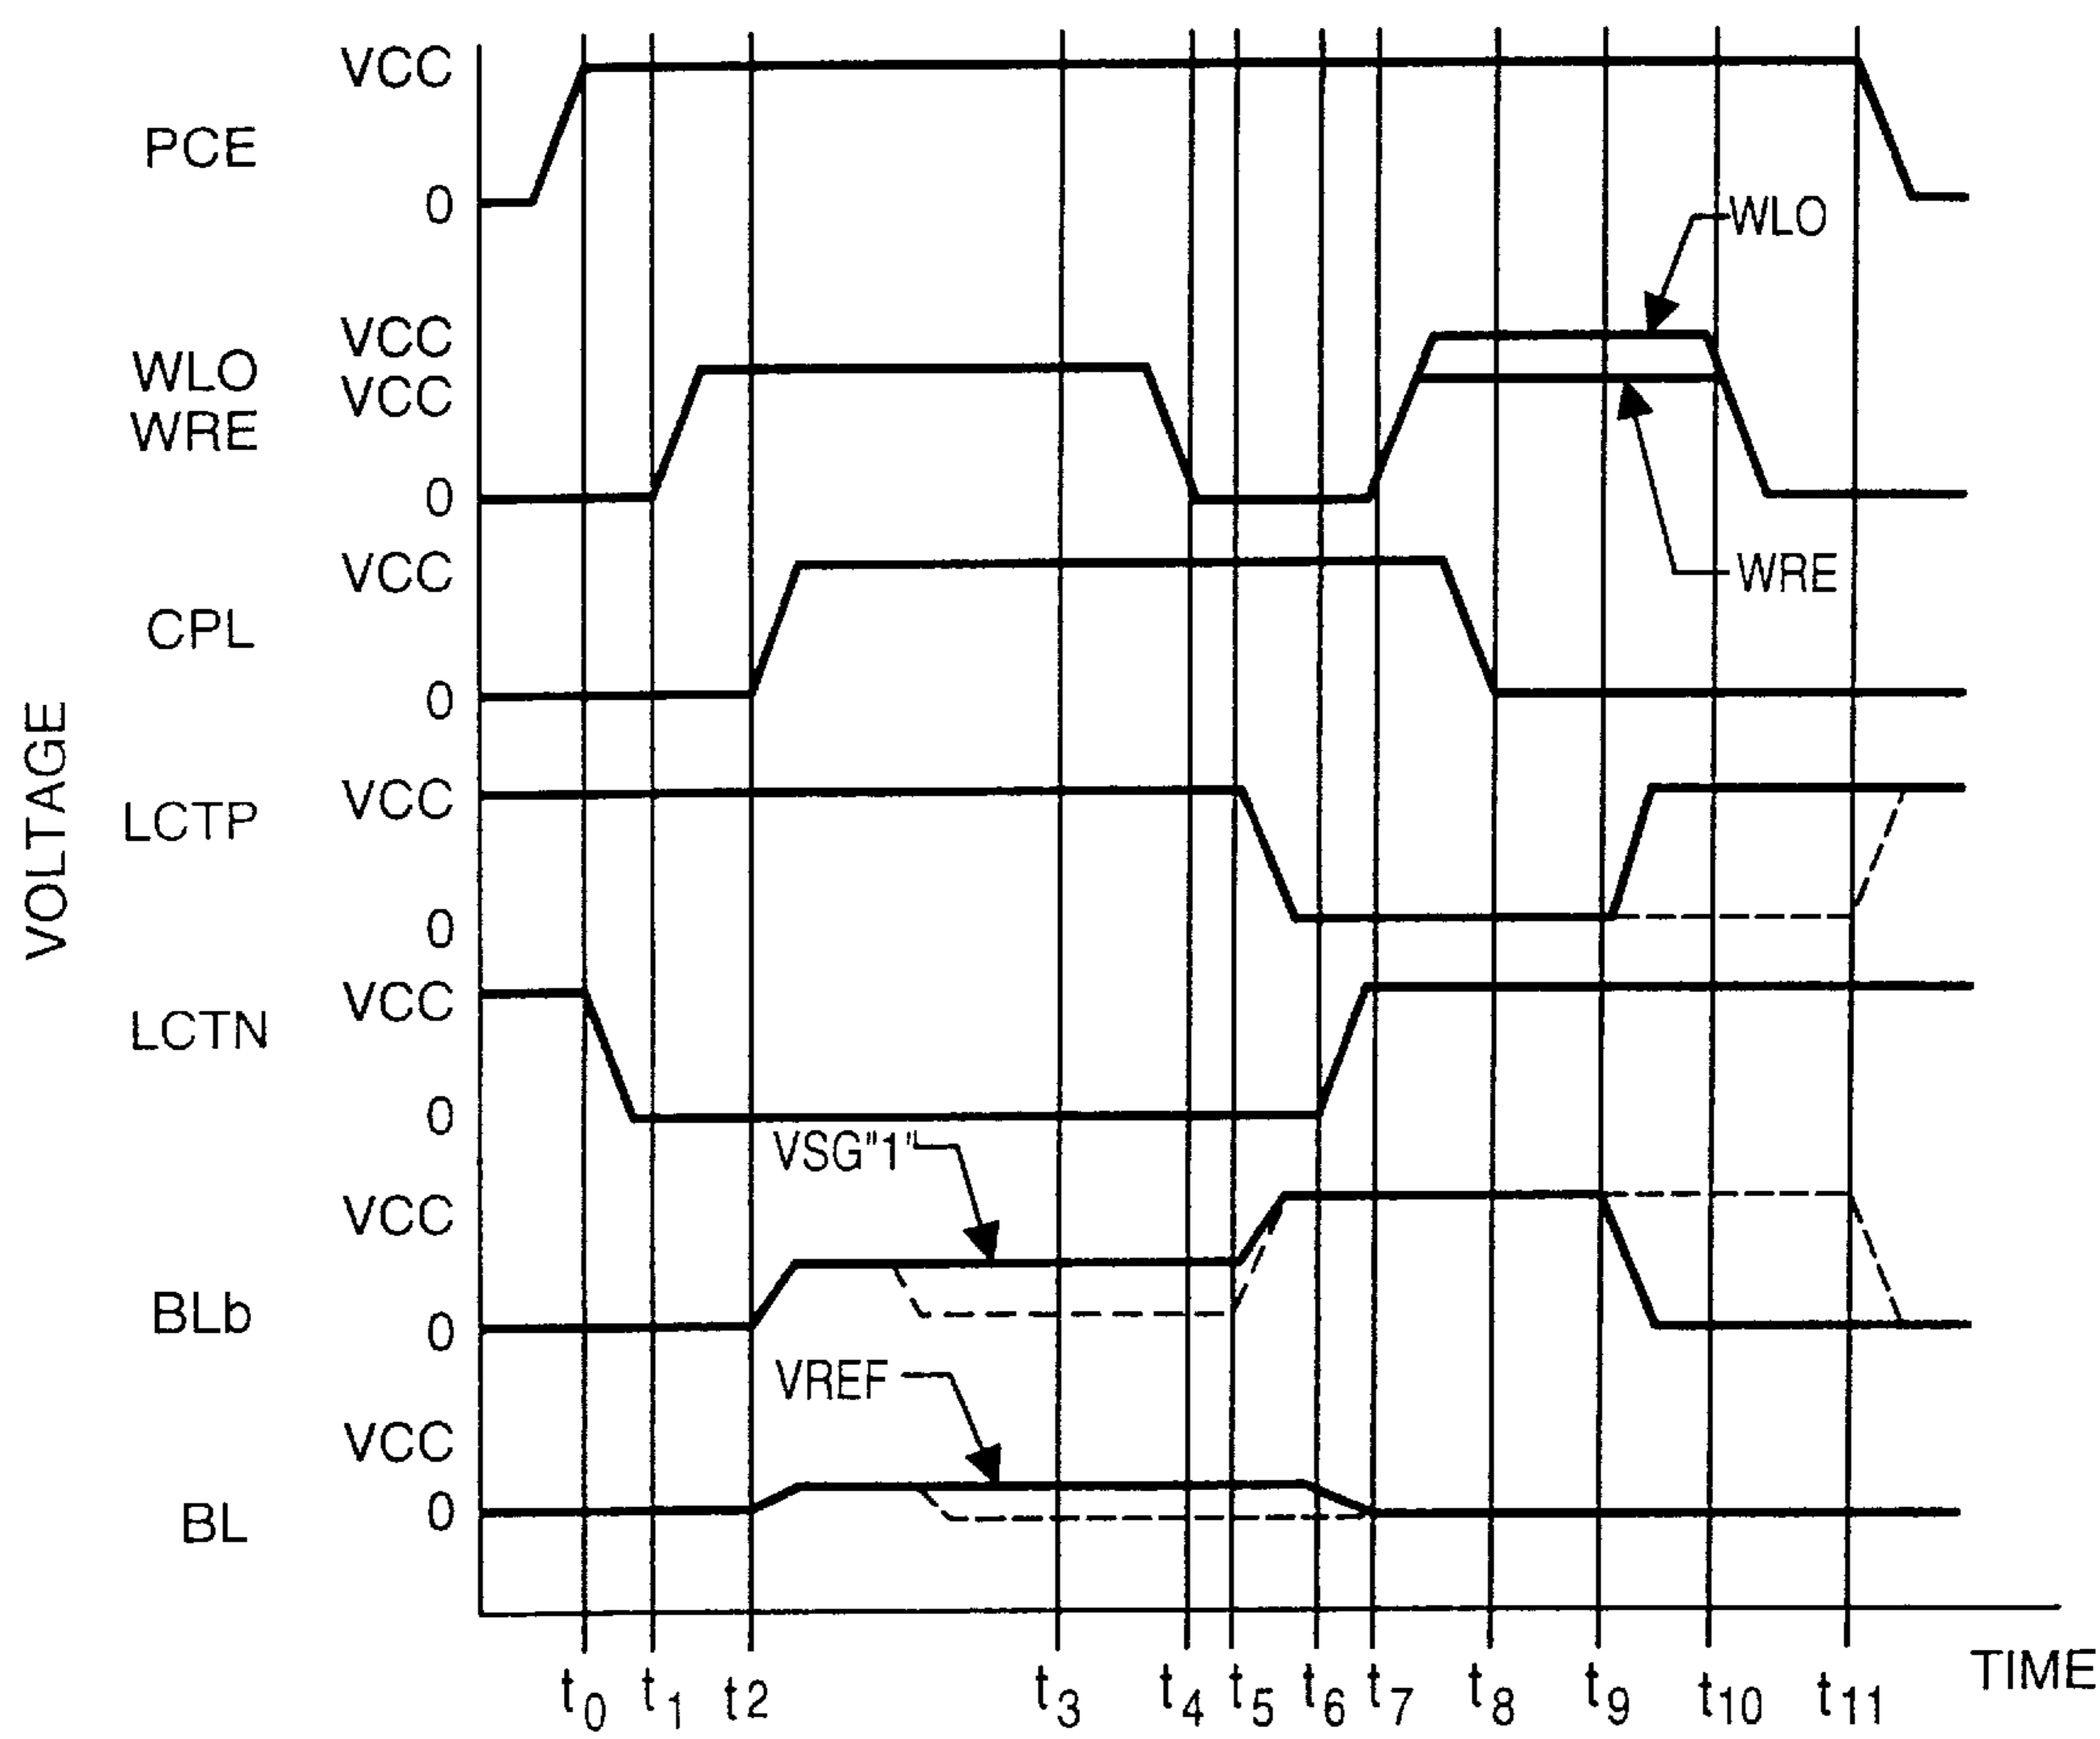 VCC
PCE
0
WLO
VCC
WLO
VCC
WRE
0
VCC
WRE
CPL
0
VOLTAGE
VCC
LCTP
0
VCC
LCTN
0
VSG"1"
VCC
BLb
0
VREF
VCC
0
BL
t0 t1 t2 t3 t4 t5 t6 t7 t8 t9 t10 t11
TIME